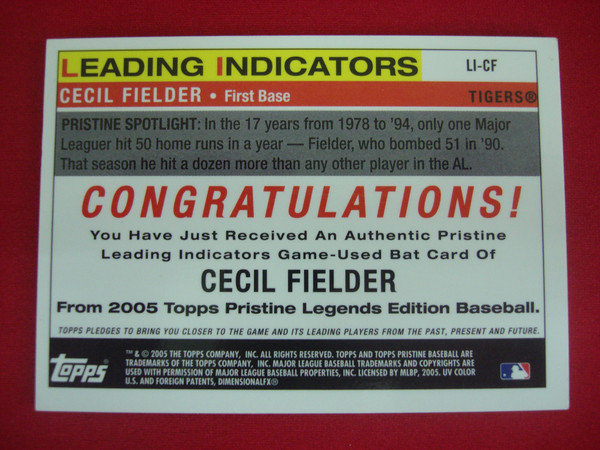 LEADING INDICATORS LI-CF
CECIL FIELDER • First Base TIGERS®
PRISTINE SPOTLIGHT: In the 17 years from 1978 to '94, only one Major
Leaguer hit 50 home runs in a year — Fielder, who bombed 51 in '90.
That season he hit a dozen more than any other player in the AL.
CONGRATULATIONS!
You Have Just Received An Authentic Pristine
Leading Indicators Game-Used Bat Card Of
CECIL FIELDER
From 2005 Topps Pristine Legends Edition Baseball.
TOPPS PLEDGES TO BRING YOU CLOSER TO THE GAME AND ITS LEADING PLAYERS FROM THE PAST, PRESENT AND FUTURE.
topps®
™ & © 2005 THE TOPPS COMPANY, INC. ALL RIGHTS RESERVED. TOPPS AND TOPPS PRISTINE BASEBALL ARE
TRADEMARKS OF THE TOPPS COMPANY, INC. MAJOR LEAGUE BASEBALL TRADEMARKS AND COPYRIGHTS ARE
USED WITH PERMISSION OF MAJOR LEAGUE BASEBALL PROPERTIES, INC. LICENSED BY MLBP, 2005. UV COLOR
U.S. AND FOREIGN PATENTS, DIMENSIONALFX®